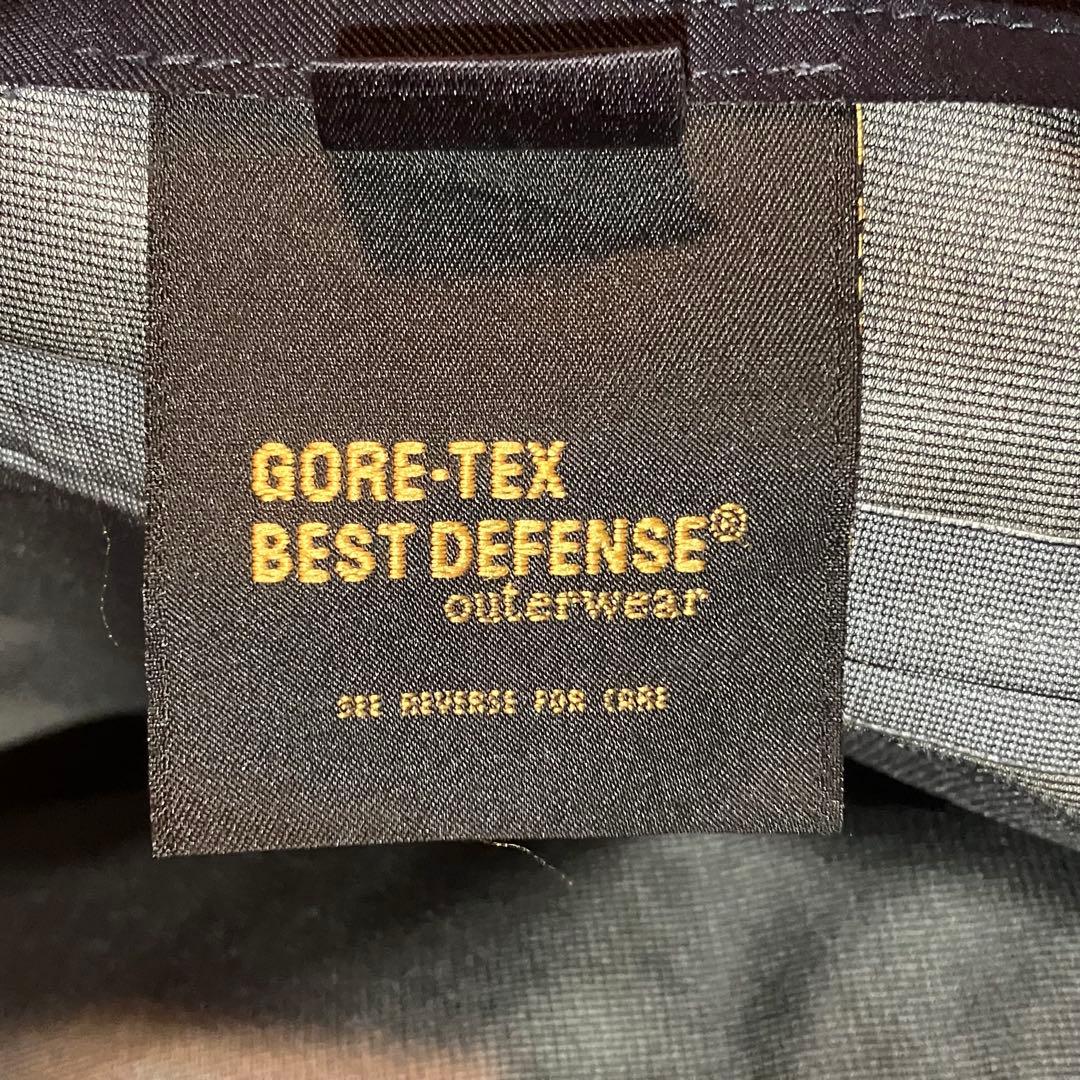 GORE-TEX
BEST DEFENSE®
outerwear
SEE REVERSE FOR CARE